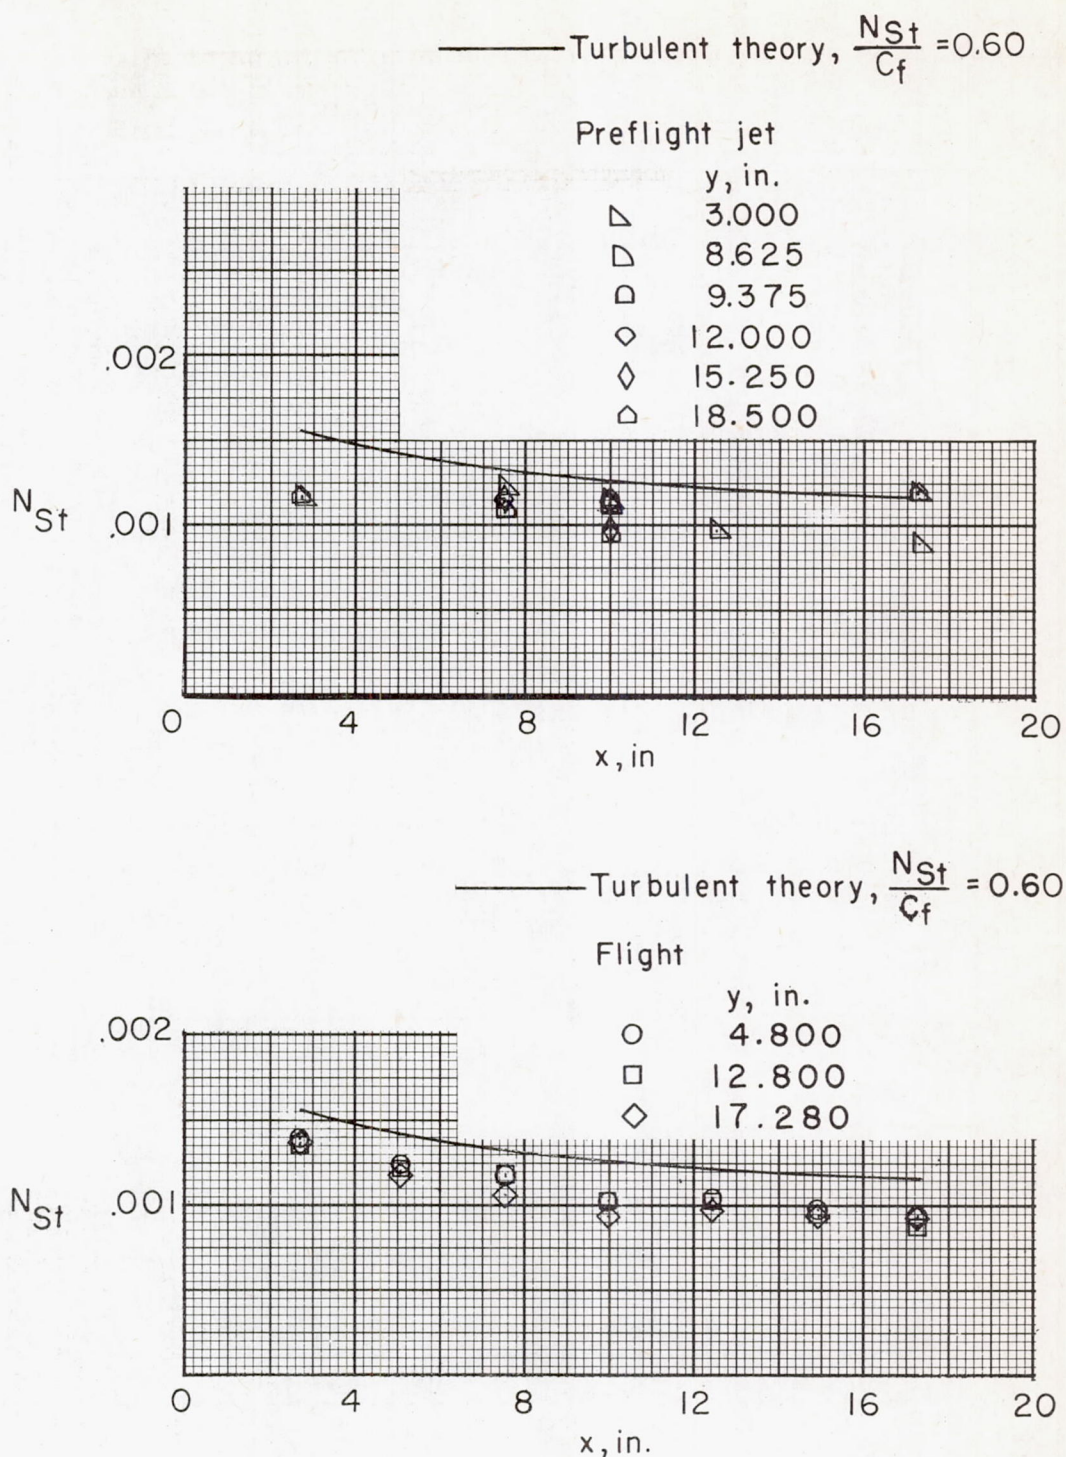 Turbulent theory, N_St/C_f = 0.60
Preflight jet
y, in.
3.000
8.625
9.375
12.000
15.250
18.500
.002
N_St
.001
0 4 8 12 16 20
x, in
Turbulent theory, N_St/C_f = 0.60
Flight
y, in.
4.800
12.800
17.280
.002
N_St
.001
0 4 8 12 16 20
x, in.